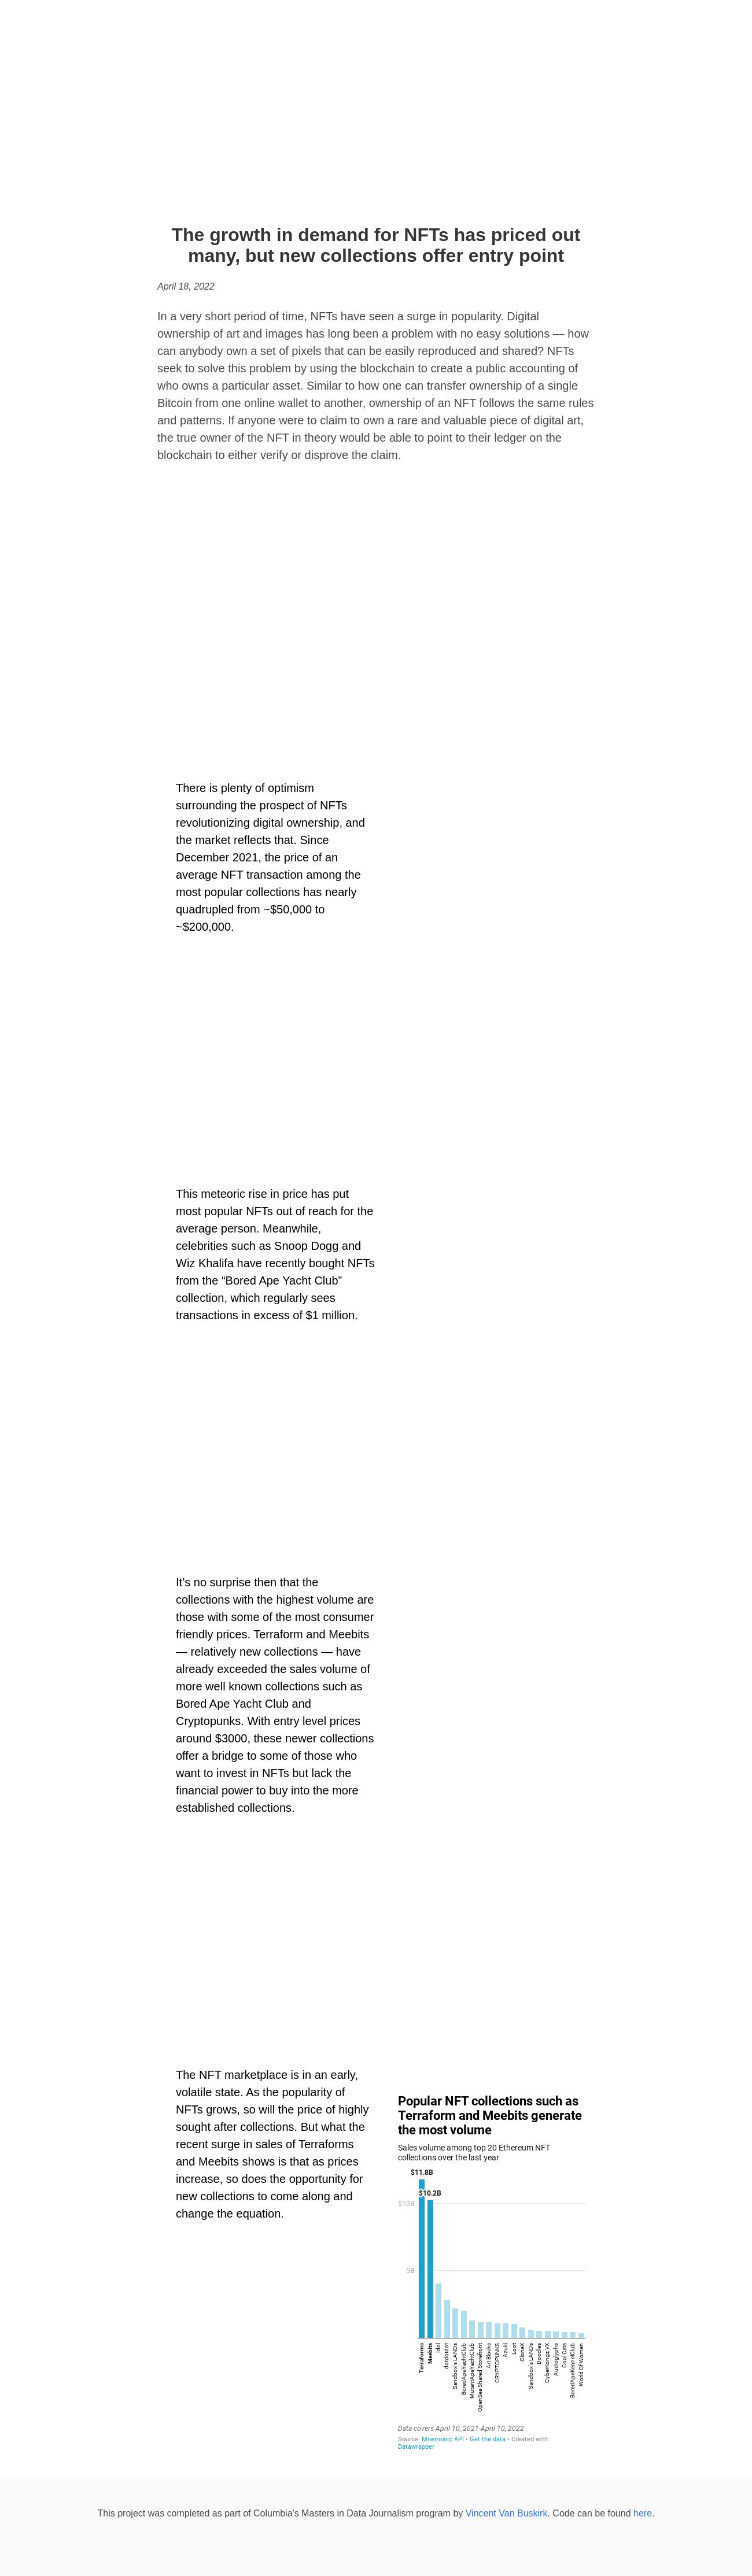 The growth in demand for NFTs has priced out
many, but new collections offer entry point
April 18, 2022
In a very short period of time, NFTs have seen a surge in popularity. Digital
ownership of art and images has long been a problem with no easy solutions — how
can anybody own a set of pixels that can be easily reproduced and shared? NFTs
seek to solve this problem by using the blockchain to create a public accounting of
who owns a particular asset. Similar to how one can transfer ownership of a single
Bitcoin from one online wallet to another, ownership of an NFT follows the same rules
and patterns. If anyone were to claim to own a rare and valuable piece of digital art,
the true owner of the NFT in theory would be able to point to their ledger on the
blockchain to either verify or disprove the claim.
There is plenty of optimism
surrounding the prospect of NFTs
revolutionizing digital ownership, and
the market reflects that. Since
December 2021, the price of an
average NFT transaction among the
most popular collections has nearly
quadrupled from ~$50,000 to
~$200,000.
This meteoric rise in price has put
most popular NFTs out of reach for the
average person. Meanwhile,
celebrities such as Snoop Dogg and
Wiz Khalifa have recently bought NFTs
from the “Bored Ape Yacht Club”
collection, which regularly sees
transactions in excess of $1 million.
It’s no surprise then that the
collections with the highest volume are
those with some of the most consumer
friendly prices. Terraform and Meebits
— relatively new collections — have
already exceeded the sales volume of
more well known collections such as
Bored Ape Yacht Club and
Cryptopunks. With entry level prices
around $3000, these newer collections
offer a bridge to some of those who
want to invest in NFTs but lack the
financial power to buy into the more
established collections.
The NFT marketplace is in an early,
volatile state. As the popularity of
NFTs grows, so will the price of highly
sought after collections. But what the
recent surge in sales of Terraforms
and Meebits shows is that as prices
increase, so does the opportunity for
new collections to come along and
change the equation.
Popular NFT collections such as
Terraform and Meebits generate
the most volume
Sales volume among top 20 Ethereum NFT
collections over the last year
$11.8B
$10.2B
$10B
5B
Terraforms
Meebits
Idol
dotdotdot
Sandbox's LANDs
BoredApeYachtClub
MutantApeYachtClub
OpenSea Shared Storefront
Art Blocks
CRYPTOPUNKS
Azuki
Loot
CloneX
Sandbox's LANDs
Doodles
CyberKongz VX
Audioglyphs
Cool Cats
BoredApeKennelClub
World Of Women
Data covers April 10, 2021-April 10, 2022
Source: Mnemonic API • Get the data • Created with
Datawrapper
This project was completed as part of Columbia's Masters in Data Journalism program by Vincent Van Buskirk. Code can be found here.